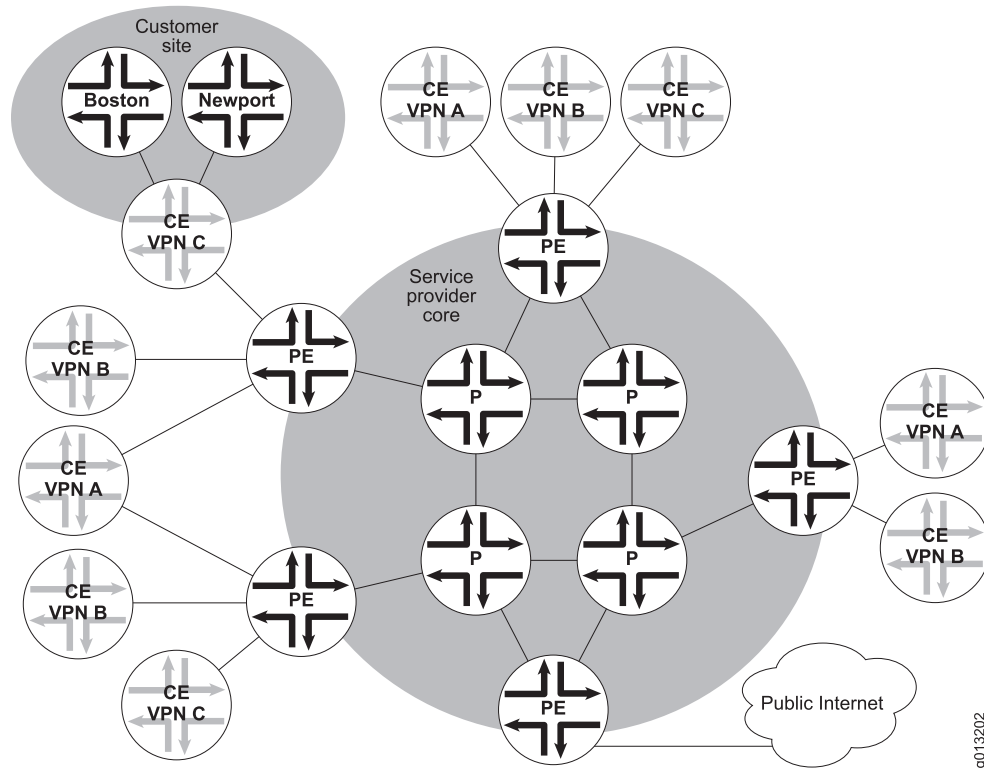 Customer
site
Boston
Newport
CE
VPN A
CE
VPN B
CE
VPN C
CE
VPN C
PE
Service
provider
core
CE
VPN B
PE
P
P
CE
VPN A
CE
VPN A
PE
CE
VPN B
P
P
CE
VPN B
PE
CE
VPN C
PE
Public Internet
g013202